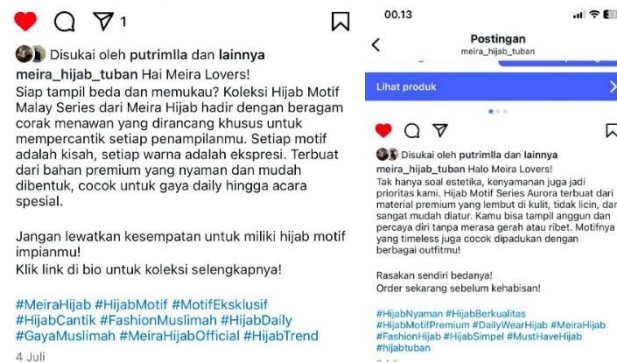 1
Disukai oleh putrimlla dan lainnya
meira_hijab_tuban Hai Meira Lovers!
Siap tampil beda dan memukau? Koleksi Hijab Motif
Malay Series dari Meira Hijab hadir dengan beragam
corak menawan yang dirancang khusus untuk
mempercantik setiap penampilanmu. Setiap motif
adalah kisah, setiap warna adalah ekspresi. Terbuat
dari bahan premium yang nyaman dan mudah
dibentuk, cocok untuk gaya daily hingga acara
spesial.
Jangan lewatkan kesempatan untuk miliki hijab motif
impianmu!
Klik link di bio untuk koleksi selengkapnya!
#MeiraHijab #HijabMotif #MotifEksklusif
#HijabCantik #FashionMuslimah #HijabDaily
#GayaMuslimah #MeiraHijabOfficial #HijabTrend
4 Juli
00.13
Postingan
meira_hijab_tuban
Lihat produk
Disukai oleh putrimlla dan lainnya
meira_hijab_tuban Halo Meira Lovers!
Tak hanya soal estetika, kenyamanan juga jadi
prioritas kami. Hijab Motif Series Aurora terbuat dari
material premium yang lembut di kulit, tidak licin, dan
sangat mudah diatur. Kamu bisa tampil anggun dan
percaya diri tanpa merasa gerah atau ribet. Motifnya
yang timeless juga cocok dipadukan dengan
berbagai outfitmu!
Rasakan sendiri bedanya!
Order sekarang sebelum kehabisan!
#HijabNyaman #HijabBerkualitas
#HijabMotifPremium #DailyWearHijab #MeiraHijab
#FashionHijab #HijabSimpel #MustHaveHijab
#hijabtuban